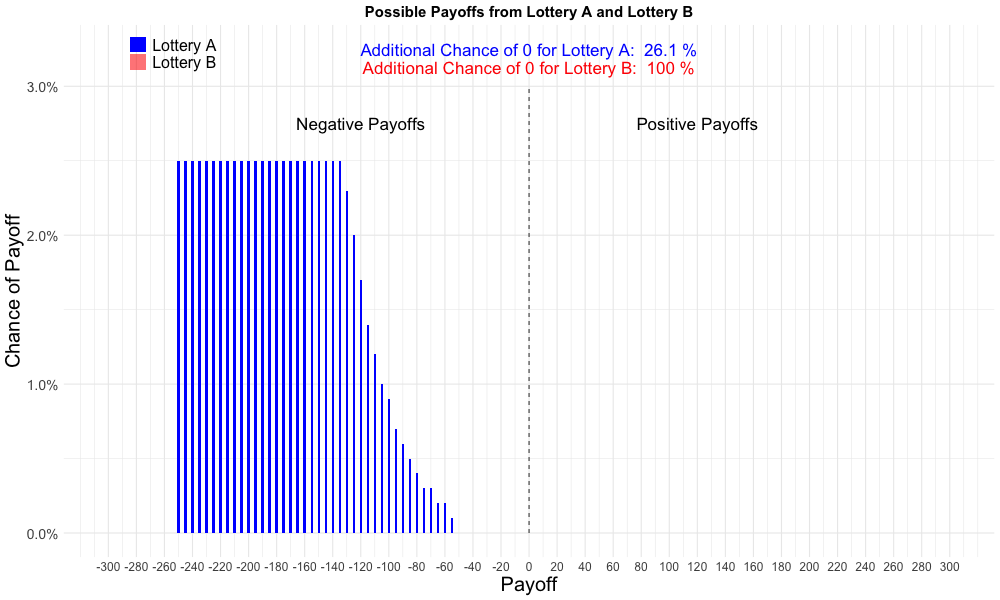 Possible Payoffs from Lottery A and Lottery B
Lottery A
Lottery B
Additional Chance of 0 for Lottery A:  26.1 %
Additional Chance of 0 for Lottery B:  100 %
Negative Payoffs
Positive Payoffs
Chance of Payoff
3.0%
2.0%
1.0%
0.0%
-300 -280 -260 -240 -220 -200 -180 -160 -140 -120 -100 -80 -60 -40 -20 0 20 40 60 80 100 120 140 160 180 200 220 240 260 280 300
Payoff